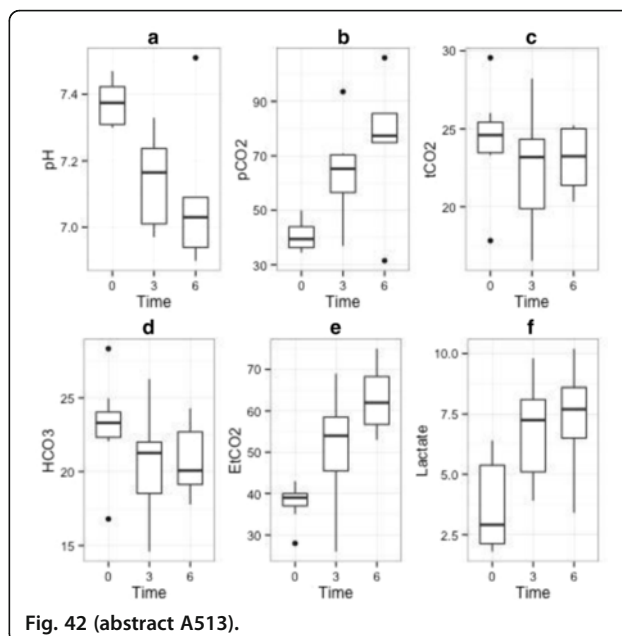 a
b
c
7.4
7.2
7.0
pH
0 3 6
Time
90
70
50
30
pCO2
0 3 6
Time
30
25
20
tCO2
0 3 6
Time
d
e
f
25
20
15
HCO3
0 3 6
Time
70
60
50
40
30
EtCO2
0 3 6
Time
10.0
7.5
5.0
2.5
Lactate
0 3 6
Time
Fig. 42 (abstract A513).